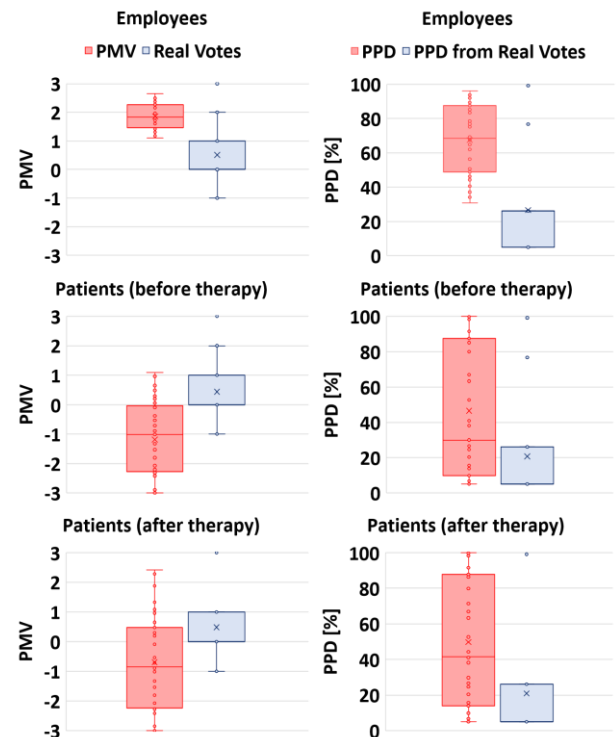 Employees
PMV Real Votes
3
2
1
0
-1
-2
-3
PMV
Employees
PPD PPD from Real Votes
100
80
60
40
20
0
PPD [%]
Patients (before therapy)
3
2
1
0
-1
-2
-3
PMV
Patients (before therapy)
100
80
60
40
20
0
PPD [%]
Patients (after therapy)
3
2
1
0
-1
-2
-3
PMV
Patients (after therapy)
100
80
60
40
20
0
PPD [%]